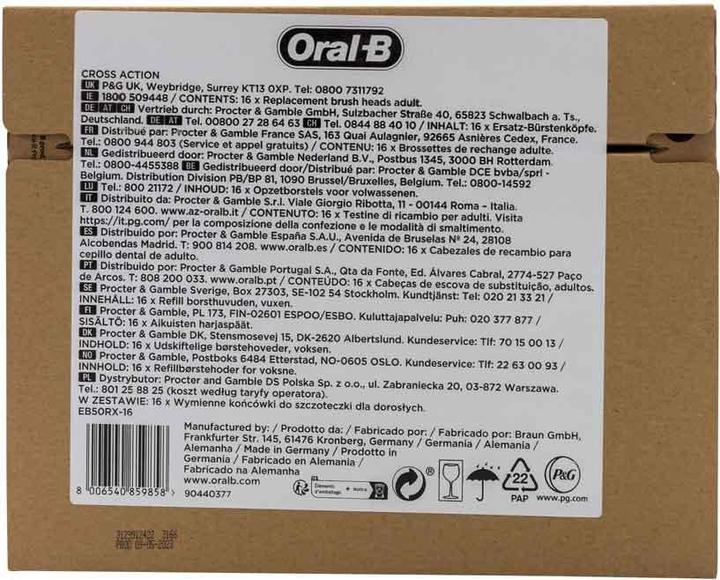 Oral-B
CROSS ACTION
UK P&G UK, Weybridge, Surrey KT13 0XP. Tel: 0800 7311792
IE 1800 509448 / CONTENTS: 16 x Replacement brush heads adult.
DE AT CH Vertrieb durch: Procter & Gamble GmbH, Sulzbacher Straße 40, 65823 Schwalbach a. Ts.,
Deutschland. DE AT Tel. 00800 27 28 64 63 CH Tel. 0844 88 40 10 / INHALT: 16 x Ersatz-Bürstenköpfe.
FR Distribué par: Procter & Gamble France SAS, 163 Quai Aulagnier, 92665 Asnières Cedex, France.
Tel.: 0800 944 803 (Service et appel gratuits) / CONTENU: 16 x Brossettes de rechange adulte.
NL Gedistribueerd door: Procter & Gamble Nederland B.V., Postbus 1345, 3000 BH Rotterdam.
Tel.: 0800-4455388 BE Gedistribueerd door/Distribué par: Procter & Gamble DCE bvba/sprl -
Belgium. Distribution Division PB/BP 81, 1090 Brussel/Bruxelles, Belgium. Tel.: 0800-14592
LU Tel.: 800 21172 / INHOUD: 16 x Opzetborstels voor volwassenen.
IT Distribuito da: Procter & Gamble S.r.l. Viale Giorgio Ribotta, 11 - 00144 Roma - Italia.
T. 800 124 600. www.az-oralb.it / CONTENUTO: 16 x Testine di ricambio per adulti. Visita
https://it.pg.com/ per la composizione della confezione e le modalità di smaltimento.
ES Distribuido por: Procter & Gamble España S.A.U., Avenida de Bruselas Nº 24, 28108
Alcobendas Madrid. T: 900 814 208. www.oralb.es / CONTENIDO: 16 x Cabezales de recambio para
cepillo dental de adulto.
PT Distribuido por: Procter & Gamble Portugal S.A., Qta da Fonte, Ed. Álvares Cabral, 2774-527 Paço
de Arcos. T: 808 200 033. www.oralb.pt / CONTEÚDO: 16 x Cabeças de escova de substituição, adultos.
SE Procter & Gamble Sverige, Box 27303, SE-102 54 Stockholm. Kundtjänst: Tel: 020 21 33 21 /
INNEHÅLL: 16 x Refill borsthuvuden, vuxen.
FI Procter & Gamble, PL 173, FIN-02601 ESPOO/ESBO. Kuluttajapalvelu: Puh: 020 377 877 /
SISÄLTÖ: 16 x Aikuisten harjaspäät.
DK Procter & Gamble DK, Stensmosevej 15, DK-2620 Albertslund. Kundeservice: Tlf: 70 15 00 13 /
INDHOLD: 16 x Udskiftelige børstehoveder, voksen.
NO Procter & Gamble, Postboks 6484 Etterstad, NO-0605 OSLO. Kundeservice: Tlf: 22 63 00 93 /
INNHOLD: 16 x Refillbørstehoder for voksne.
PL Dystrybutor: Procter and Gamble DS Polska Sp. z o.o., ul. Zabraniecka 20, 03-872 Warszawa.
Tel.: 801 25 88 25 (koszt według taryfy operatora).
W ZESTAWIE: 16 x Wymienne końcówki do szczoteczki dla dorosłych.
EB50RX-16
Manufactured by: / Prodotto da: / Fabricado por: / Fabricado por: Braun GmbH,
Frankfurter Str. 145, 61476 Kronberg, Germany / Germania / Alemania /
Alemanha / Made in Germany / Prodotto in
Germania / Fabricado en Alemania /
Fabricado na Alemanha
www.oralb.com
90440377
8 006540 859858 >
Éléments d'emballage + Notice
22
PAP
P&G
www.pg.com
PROD 09-05-2023